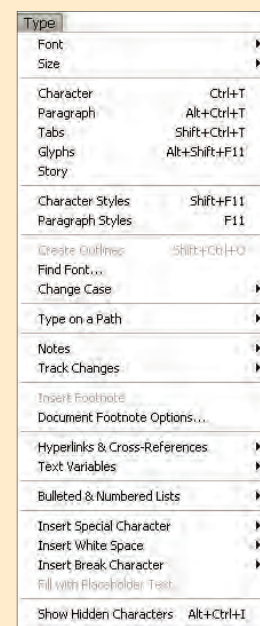 Type
Font
Size
Character Ctrl+T
Paragraph Alt+Ctrl+T
Tabs Shift+Ctrl+T
Glyphs Alt+Shift+F11
Story
Character Styles Shift+F11
Paragraph Styles F11
Create Outlines Shift+Ctrl+O
Find Font...
Change Case
Type on a Path
Notes
Track Changes
Insert Footnote
Document Footnote Options...
Hyperlinks & Cross-References
Text Variables
Bulleted & Numbered Lists
Insert Special Character
Insert White Space
Insert Break Character
Fill with Placeholder Text
Show Hidden Characters Alt+Ctrl+I